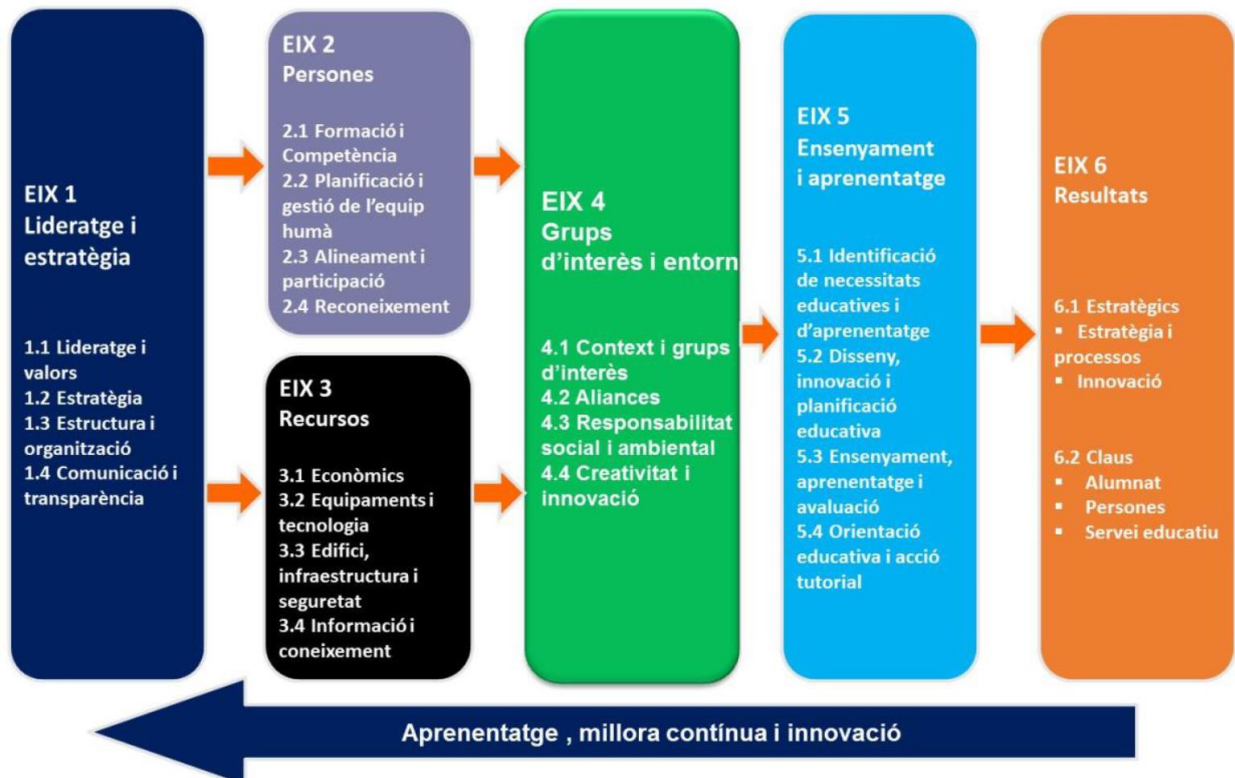 EIX 1
Lideratge i
estratègia
1.1 Lideratge i
valors
1.2 Estratègia
1.3 Estructura i
organització
1.4 Comunicació i
transparència
EIX 2
Persones
2.1 Formació i
Competència
2.2 Planificació i
gestió de l’equip
humà
2.3 Alineament i
participació
2.4 Reconeixement
EIX 3
Recursos
3.1 Econòmics
3.2 Equipaments i
tecnologia
3.3 Edifici,
infraestructura i
seguretat
3.4 Informació i
coneixement
EIX 4
Grups
d’interès i entorn
4.1 Context i grups
d’interès
4.2 Aliances
4.3 Responsabilitat
social i ambiental
4.4 Creativitat i
innovació
EIX 5
Ensenyament
i aprenentatge
5.1 Identificació
de necessitats
educatives i
d’aprenentatge
5.2 Disseny,
innovació i
planificació
educativa
5.3 Ensenyament,
aprenentatge i
avaluació
5.4 Orientació
educativa i acció
tutorial
EIX 6
Resultats
6.1 Estratègics
▪ Estratègia i
processos
▪ Innovació
6.2 Claus
▪ Alumnat
▪ Persones
▪ Servei educatiu
Aprenentatge , millora contínua i innovació